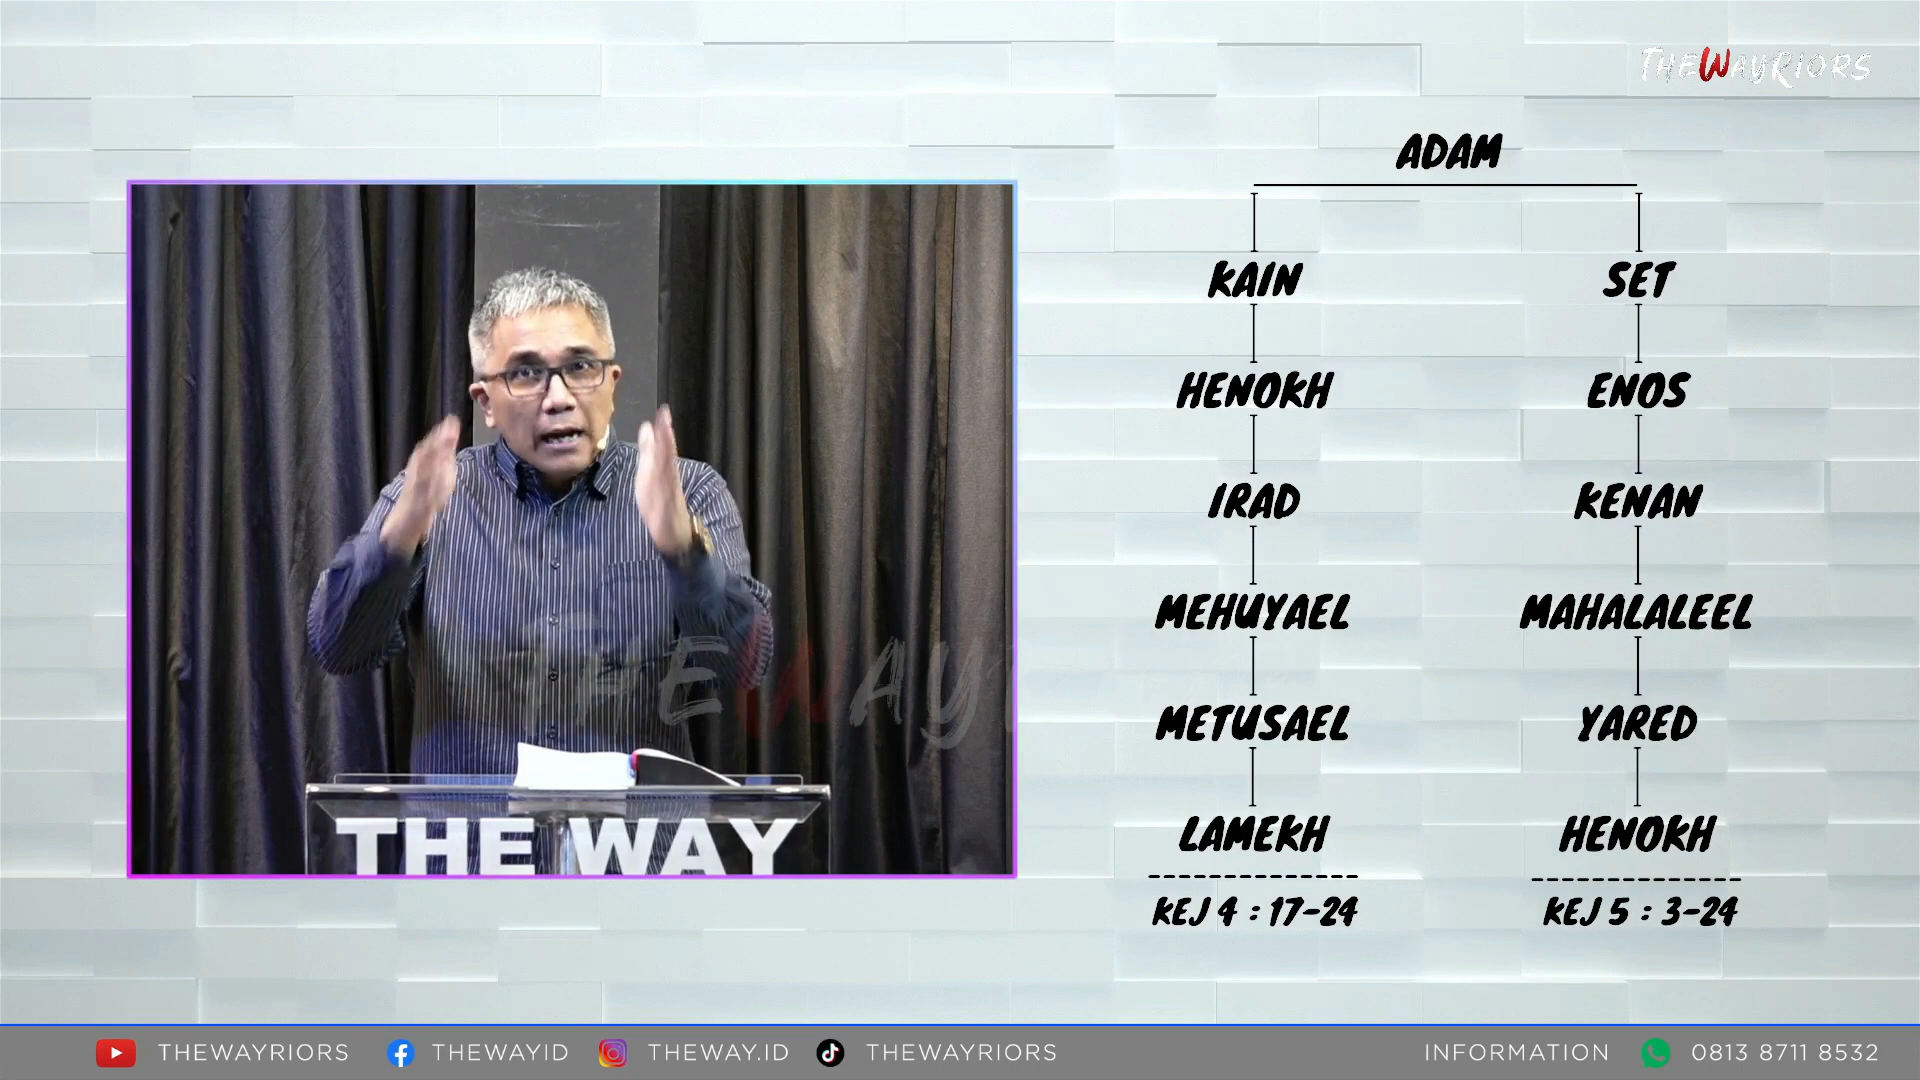 THEWAYRIORS
ADAM
KAIN SET
HENOKH ENOS
IRAD KENAN
MEHUYAEL MAHALALEEL
METUSAEL YARED
LAMEKH HENOKH
KEJ 4 : 17-24 KEJ 5 : 3-24
THEWAY
THE WAY
THEWAYRIORS THEWAYID THEWAY.ID THEWAYRIORS INFORMATION 0813 8711 8532